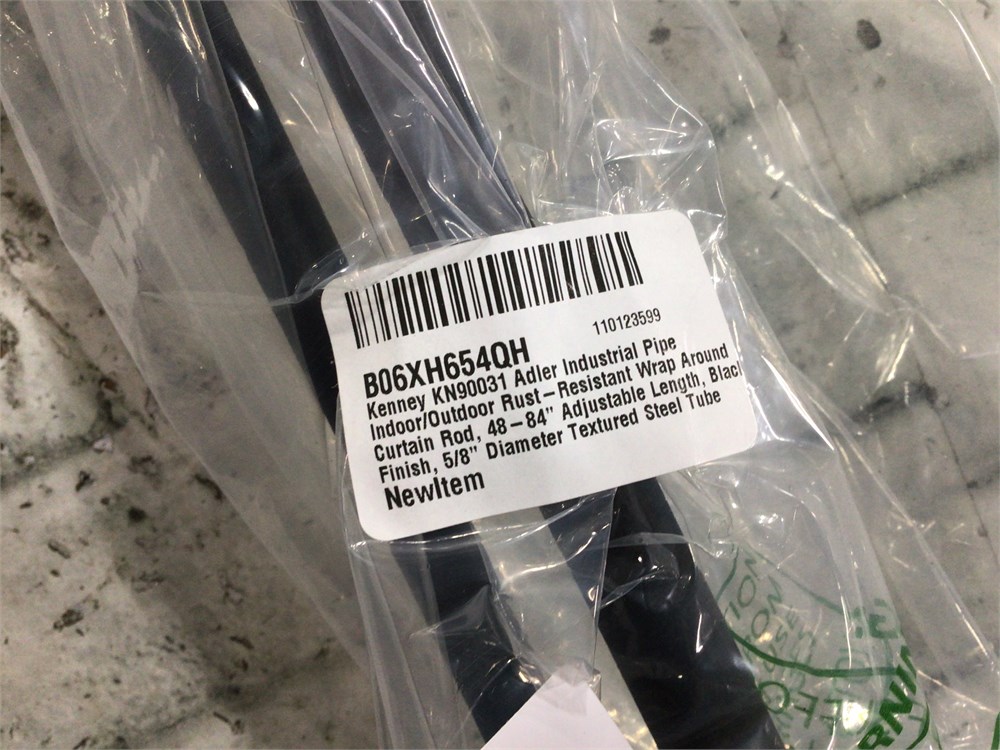 110123599
B06XH654QH
Kenney KN90031 Adler Industrial Pipe
Indoor/Outdoor Rust-Resistant Wrap Around
Curtain Rod, 48-84" Adjustable Length, Black
Finish, 5/8" Diameter Textured Steel Tube
NewItem